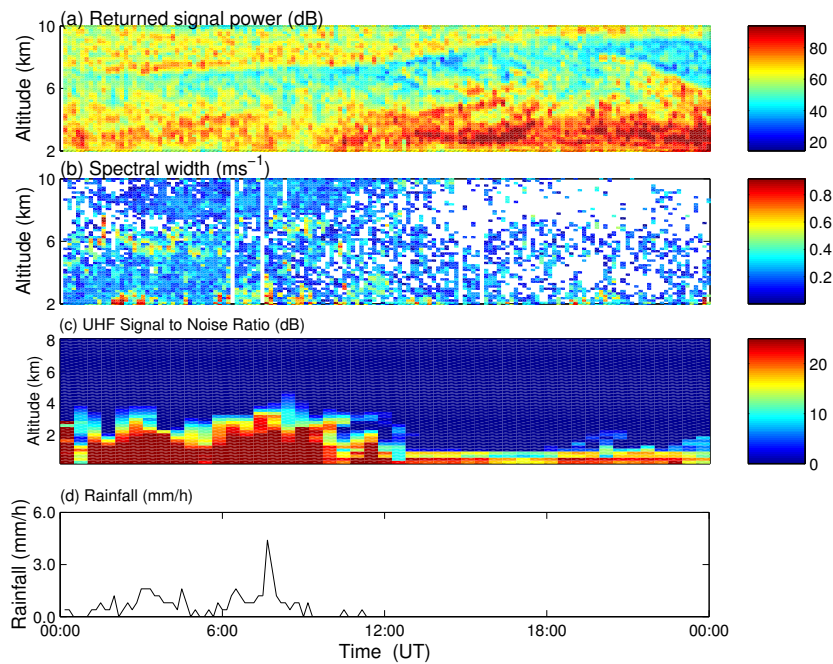 (a) Returned signal power (dB)
10
6
2
Altitude (km)
80
60
40
20
(b) Spectral width (ms⁻¹)
10
6
2
Altitude (km)
0.8
0.6
0.4
0.2
(c) UHF Signal to Noise Ratio (dB)
8
6
4
2
Altitude (km)
20
10
0
(d) Rainfall (mm/h)
6.0
3.0
0.0
Rainfall (mm/h)
00:00 6:00 12:00 18:00 00:00
Time (UT)